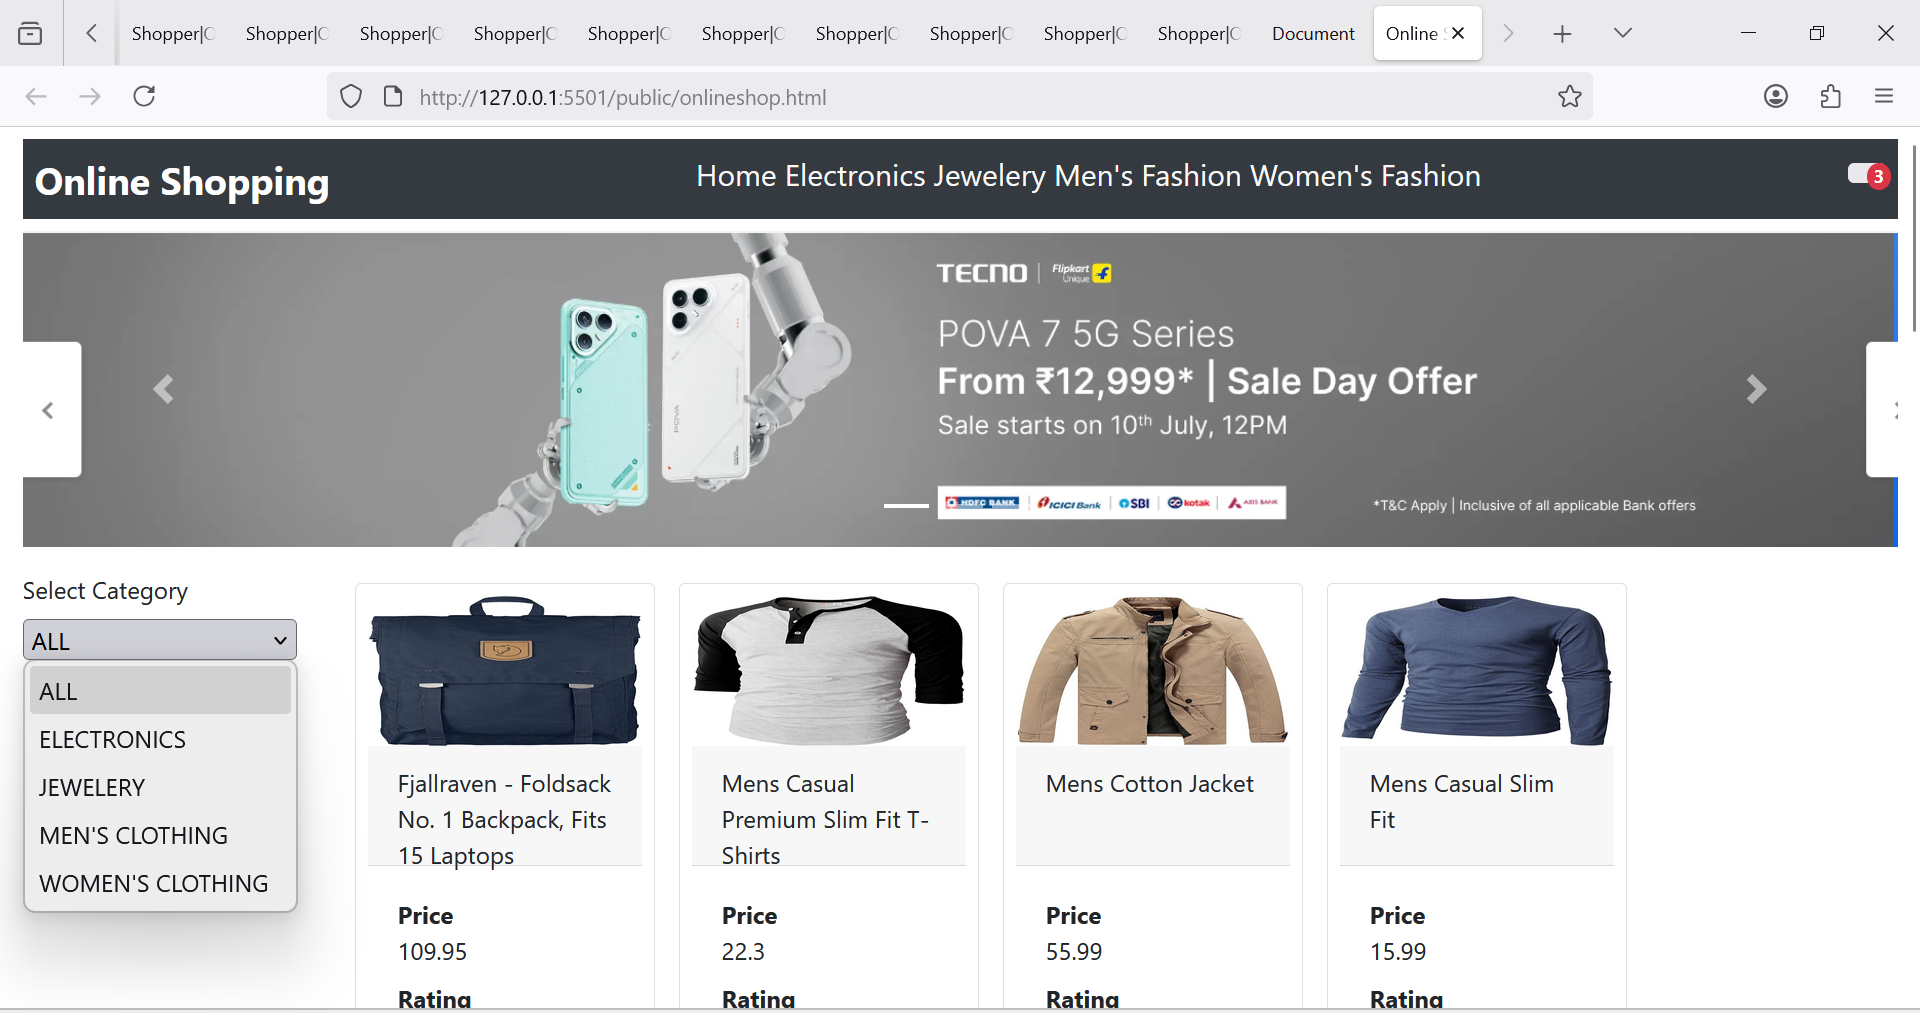 Shopper|C Shopper|C Shopper|C Shopper|C Shopper|C Shopper|C Shopper|C Shopper|C Shopper|C Shopper|C Document Online
http://127.0.0.1:5501/public/onlineshop.html
Online Shopping
Home Electronics Jewelery Men's Fashion Women's Fashion
3
TECNO | Flipkart Unique
POVA 7 5G Series
From ₹12,999* | Sale Day Offer
Sale starts on 10th July, 12PM
POVA
HDFC BANK | ICICI Bank | SBI | kotak | AXIS BANK
*T&C Apply | Inclusive of all applicable Bank offers
Select Category
ALL
ALL
ELECTRONICS
JEWELERY
MEN'S CLOTHING
WOMEN'S CLOTHING
Fjallraven - Foldsack
No. 1 Backpack, Fits
15 Laptops
Price
109.95
Rating
Mens Casual
Premium Slim Fit T-
Shirts
Price
22.3
Rating
Mens Cotton Jacket
Price
55.99
Rating
Mens Casual Slim
Fit
Price
15.99
Rating